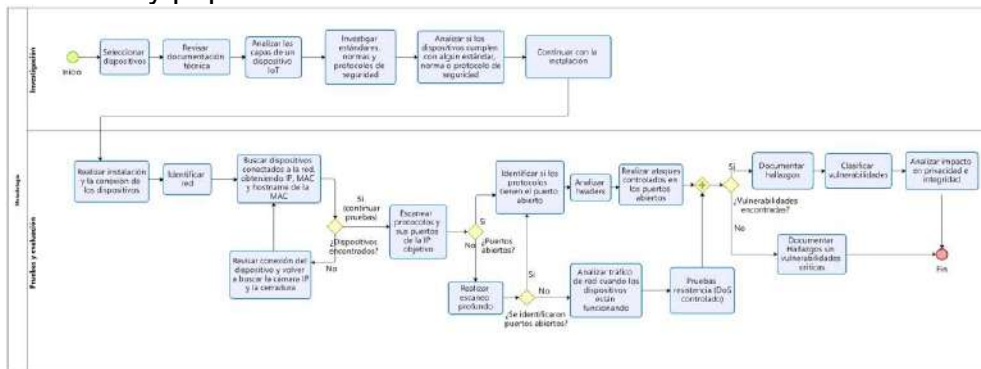 Investigación
Inicio
Seleccionar
dispositivos
Revisar
documentación
técnica
Analizar las
capas de un
dispositivo
IoT
Investigar
estándares,
normas y
protocolos de
seguridad
Analizar si los
dispositivos cumplen
con algún estándar,
norma o protocolo de
seguridad
Continuar con la
instalación
Pruebas y evaluación
Realizar instalación
y la conexión de
los dispositivos
Identificar
red
Buscar dispositivos
conectados a la red,
obteniendo IP, MAC
y hostname de la
MAC
Si
(continuar
pruebas)
¿Dispositivos
encontrados?
No
Revisar conexión del
dispositivo y volver
a buscar la cámara IP
y la cerradura
Escanear
protocolos y
sus puertos
de la IP
objetivo
Si
¿Puertos
abiertos?
No
Identificar si los
protocolos
tienen el puerto
abierto
Analizar
headers
Realizar ataques
controlados en
los puertos
abiertos
Realizar
escaneo
profundo
Si
No
¿Se identificaron
puertos abiertos?
Analizar tráfico
de red cuando los
dispositivos
están
funcionando
Pruebas
resistencia (DoS
controlado)
Si
¿Vulnerabilidades
encontradas?
No
Documentar
hallazgos
Clasificar
vulnerabilidades
Analizar impacto
en privacidad e
integridad
Documentar
Hallazgos sin
vulnerabilidades
críticas
Fin